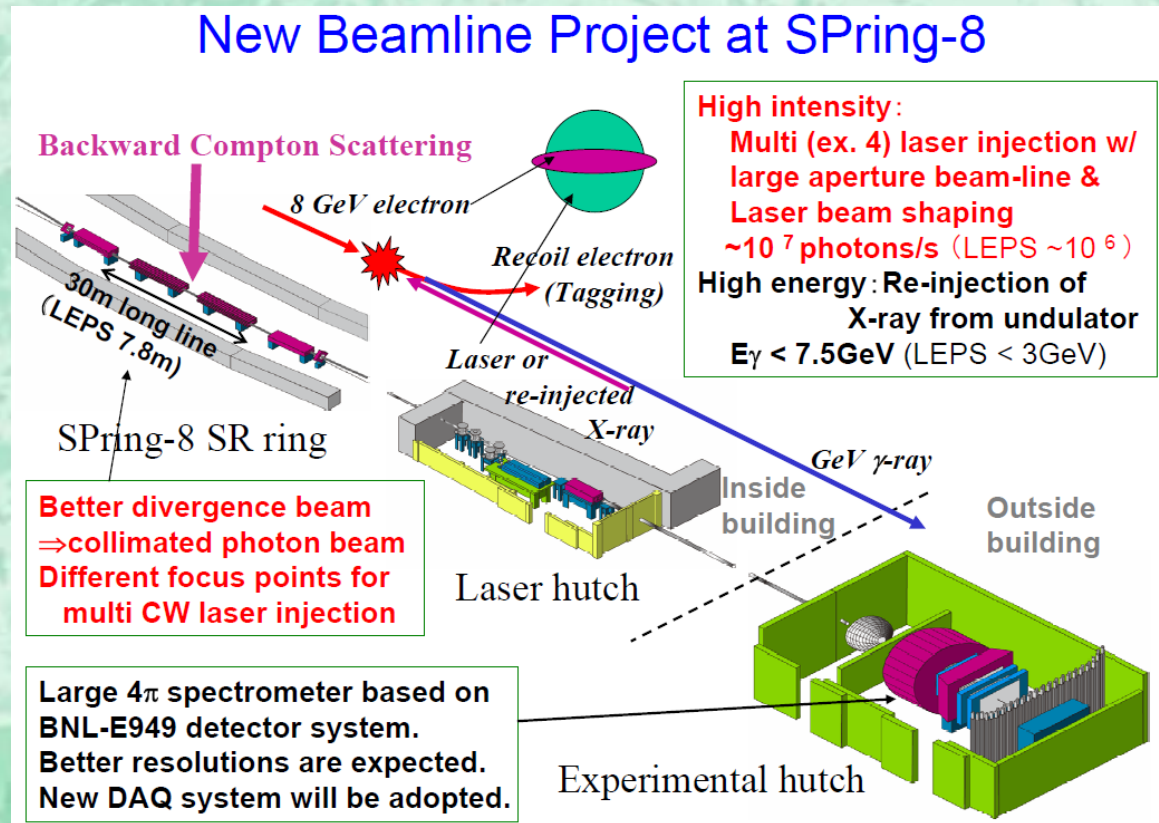 New Beamline Project at SPring-8
Backward Compton Scattering
8 GeV electron
Recoil electron
(Tagging)
High intensity：
Multi (ex. 4) laser injection w/
large aperture beam-line &
Laser beam shaping
~10 ⁷ photons/s（LEPS ~10 ⁶）
High energy：Re-injection of
X-ray from undulator
Eγ < 7.5GeV (LEPS < 3GeV)
30m long line
（LEPS 7.8m)
Laser or
re-injected
X-ray
SPring-8 SR ring
GeV γ-ray
Inside
building
Outside
building
Better divergence beam
⇒collimated photon beam
Different focus points for
multi CW laser injection
Laser hutch
Large 4π spectrometer based on
BNL-E949 detector system.
Better resolutions are expected.
New DAQ system will be adopted.
Experimental hutch